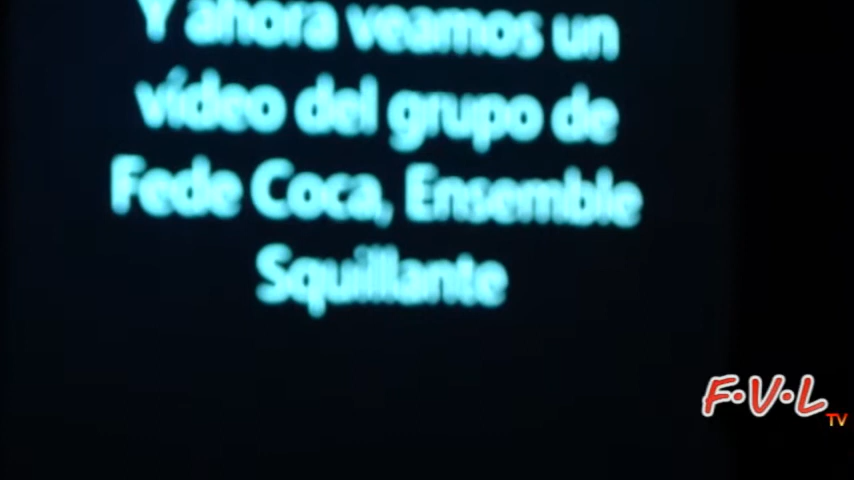 Y ahora veamos un
vídeo del grupo de
Fede Coca, Ensemble
Squillante
F·V·L
TV